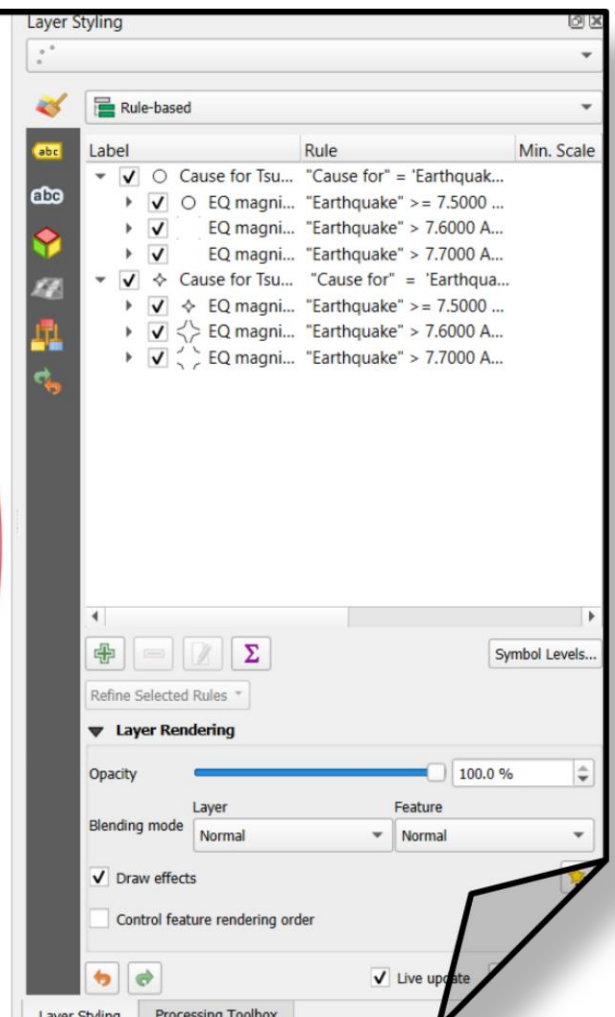 Layer Styling
Rule-based
abc
abc
Label Rule Min. Scale
Cause for Tsu... "Cause for" = 'Earthquak...
EQ magni... "Earthquake" >= 7.5000 ...
EQ magni... "Earthquake" > 7.6000 A...
EQ magni... "Earthquake" > 7.7000 A...
Cause for Tsu... "Cause for" = 'Earthqua...
EQ magni... "Earthquake" >= 7.5000 ...
EQ magni... "Earthquake" > 7.6000 A...
EQ magni... "Earthquake" > 7.7000 A...
Σ
Symbol Levels...
Refine Selected Rules
Layer Rendering
Opacity 100.0 %
Layer Feature
Blending mode Normal Normal
Draw effects
Control feature rendering order
Live update
Layer Styling Processing Toolbox